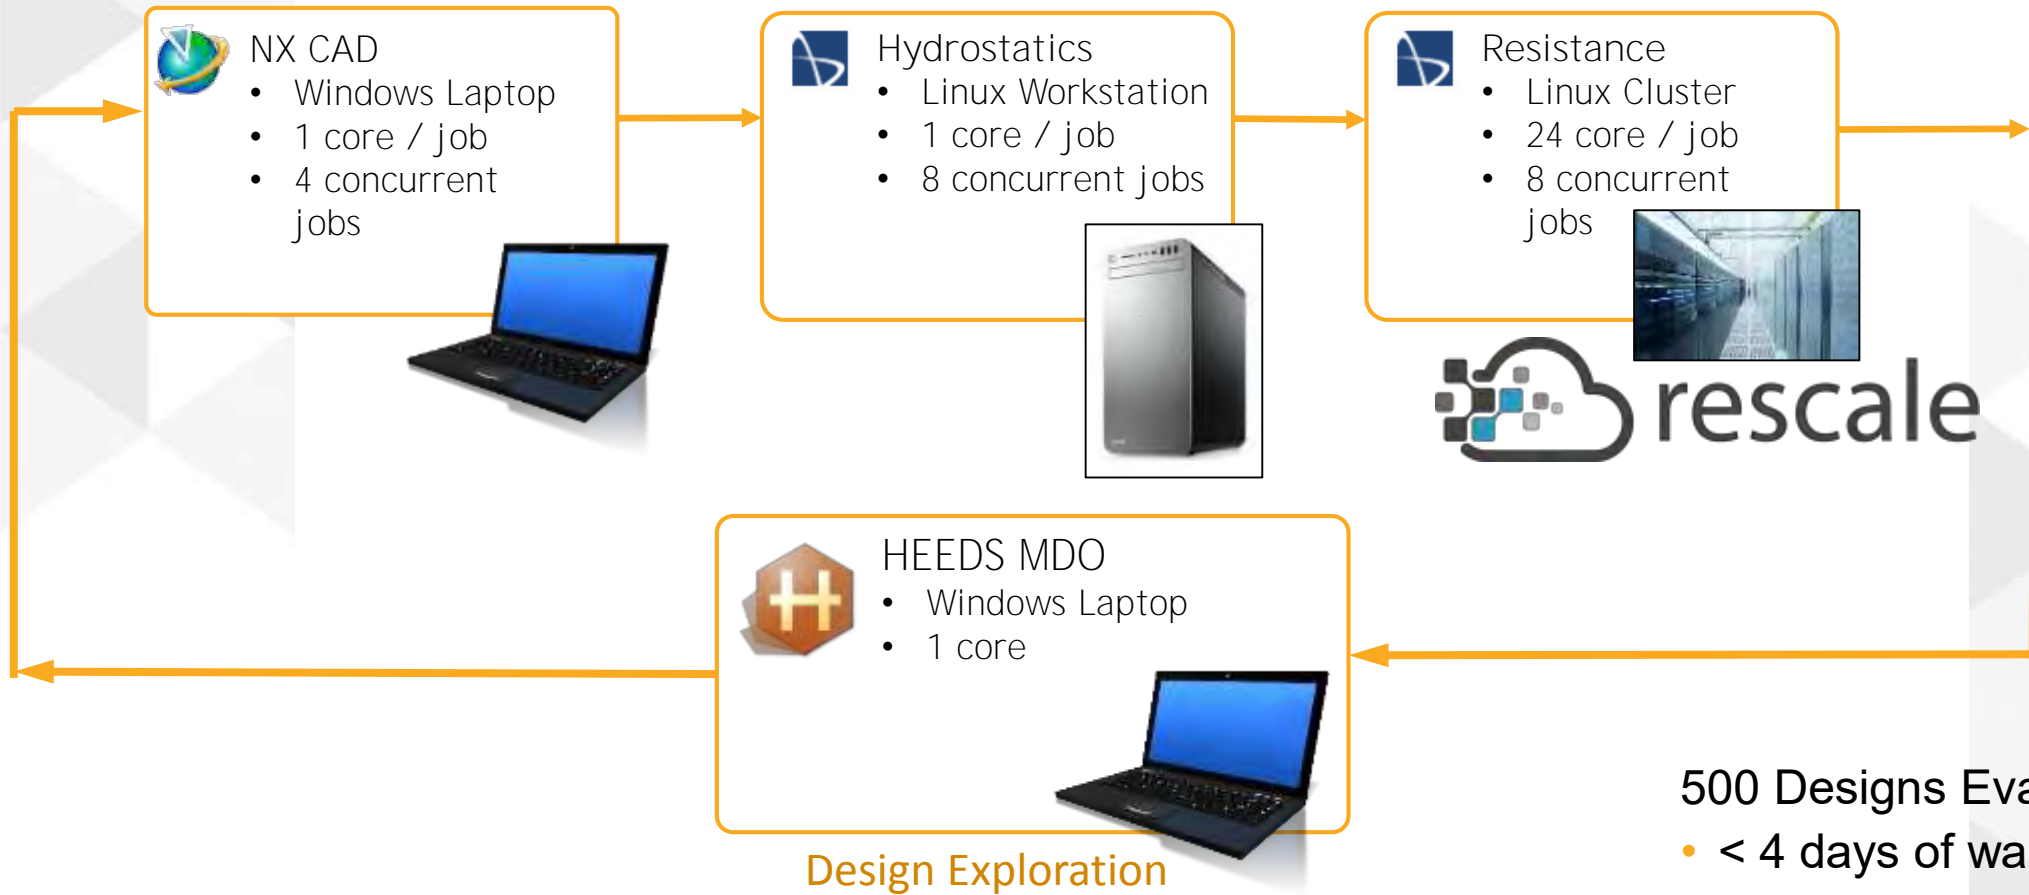 NX CAD
• Windows Laptop
• 1 core / job
• 4 concurrent
jobs
Hydrostatics
• Linux Workstation
• 1 core / job
• 8 concurrent jobs
Resistance
• Linux Cluster
• 24 core / job
• 8 concurrent
jobs
rescale
HEEDS MDO
• Windows Laptop
• 1 core
Design Exploration
500 Designs Eva
• < 4 days of wa